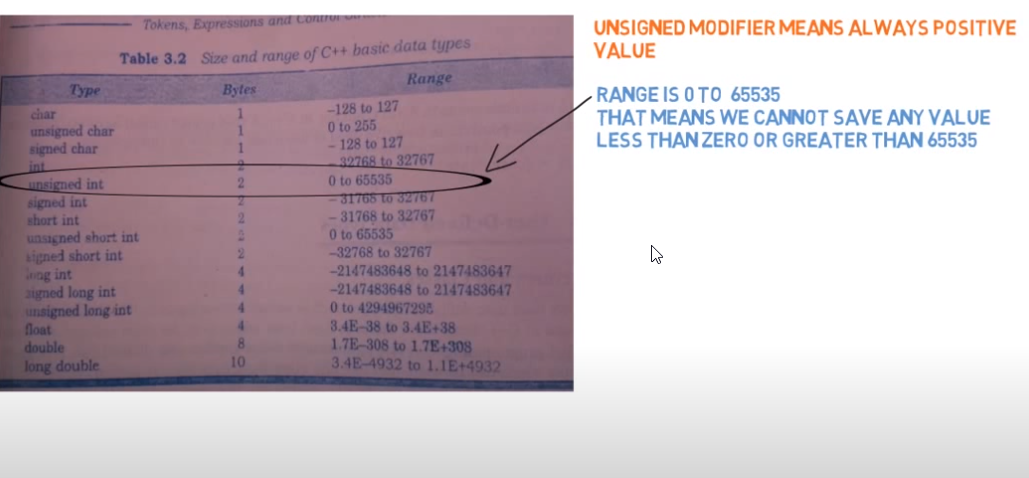 Tokens, Expressions and Control
Table 3.2 Size and range of C++ basic data types
Type Bytes Range
char 1 –128 to 127
unsigned char 1 0 to 255
signed char 1 – 128 to 127
int 2 – 32768 to 32767
unsigned int 2 0 to 65535
signed int 2 – 31768 to 32767
short int 2 – 31768 to 32767
unsigned short int 2 0 to 65535
signed short int 2 –32768 to 32767
long int 4 –2147483648 to 2147483647
signed long int 4 –2147483648 to 2147483647
unsigned long int 4 0 to 4294967295
float 4 3.4E–38 to 3.4E+38
double 8 1.7E–308 to 1.7E+308
long double 10 3.4E–4932 to 1.1E+4932
UNSIGNED MODIFIER MEANS ALWAYS POSITIVE
VALUE
RANGE IS 0 TO 65535
THAT MEANS WE CANNOT SAVE ANY VALUE
LESS THAN ZERO OR GREATER THAN 65535